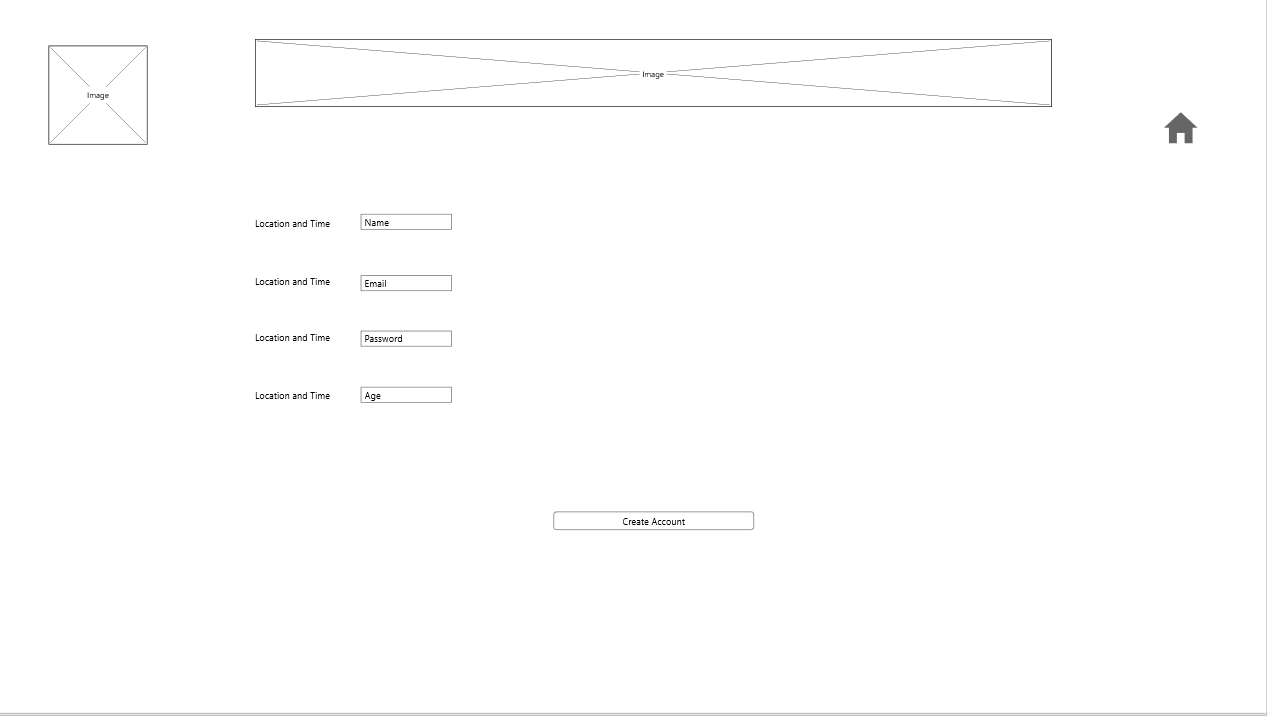 Image
Image
Location and Time Name
Location and Time Email
Location and Time Password
Location and Time Age
Create Account